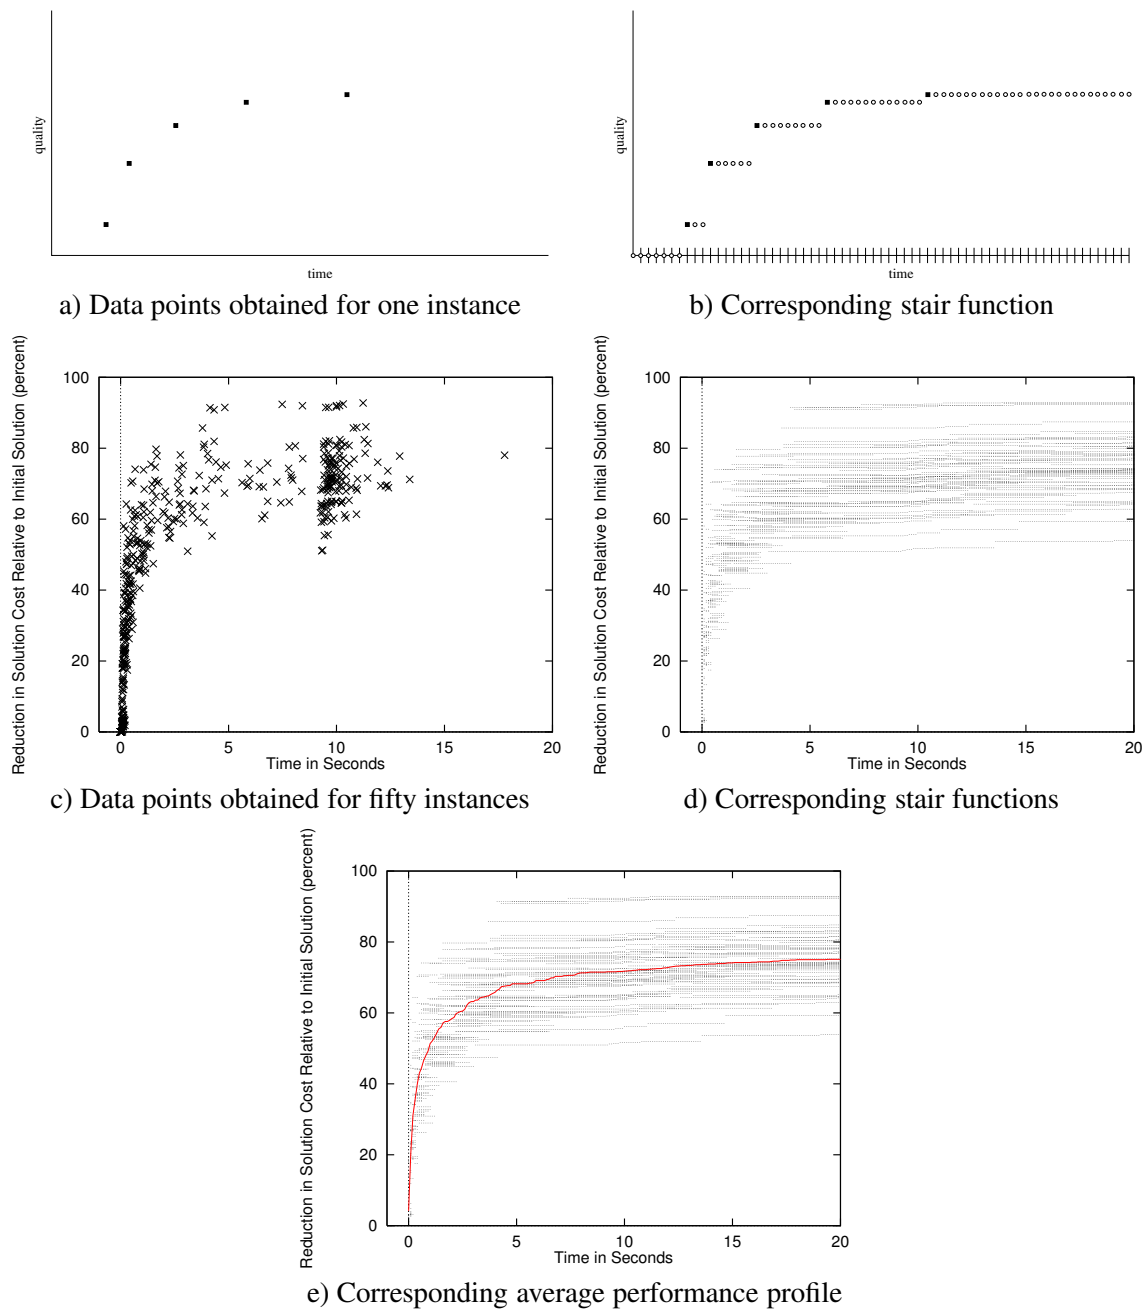 quality
time
a) Data points obtained for one instance
quality
time
b) Corresponding stair function
Reduction in Solution Cost Relative to Initial Solution (percent)
100
80
60
40
20
0
0 5 10 15 20
Time in Seconds
c) Data points obtained for fifty instances
Reduction in Solution Cost Relative to Initial Solution (percent)
100
80
60
40
20
0
0 5 10 15 20
Time in Seconds
d) Corresponding stair functions
Reduction in Solution Cost Relative to Initial Solution (percent)
100
80
60
40
20
0
0 5 10 15 20
Time in Seconds
e) Corresponding average performance profile